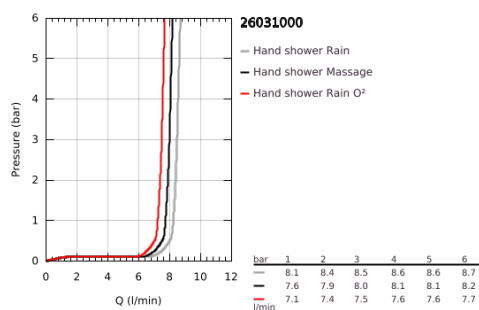 26031000
Hand shower Rain
Hand shower Massage
Hand shower Rain O²
Pressure (bar)
6
5
4
3
2
1
0
0 2 4 6 8 10 12
Q (l/min)
bar 1 2 3 4 5 6
8.1 8.4 8.5 8.6 8.6 8.7
7.6 7.9 8.0 8.1 8.1 8.2
7.1 7.4 7.5 7.6 7.6 7.7
l/min